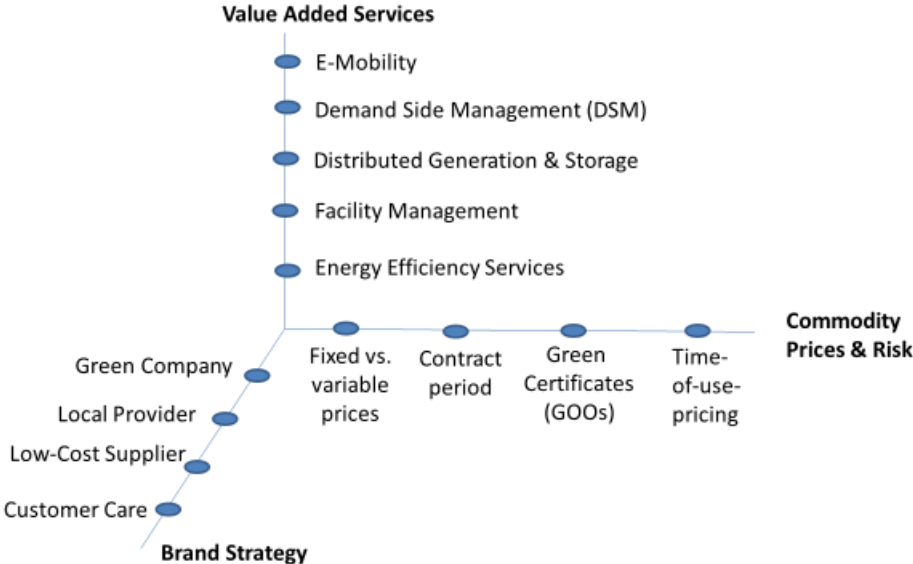 Value Added Services
E-Mobility
Demand Side Management (DSM)
Distributed Generation & Storage
Facility Management
Energy Efficiency Services
Commodity
Prices & Risk
Fixed vs.
variable
prices
Contract
period
Green
Certificates
(GOOs)
Time-
of-use-
pricing
Green Company
Local Provider
Low-Cost Supplier
Customer Care
Brand Strategy